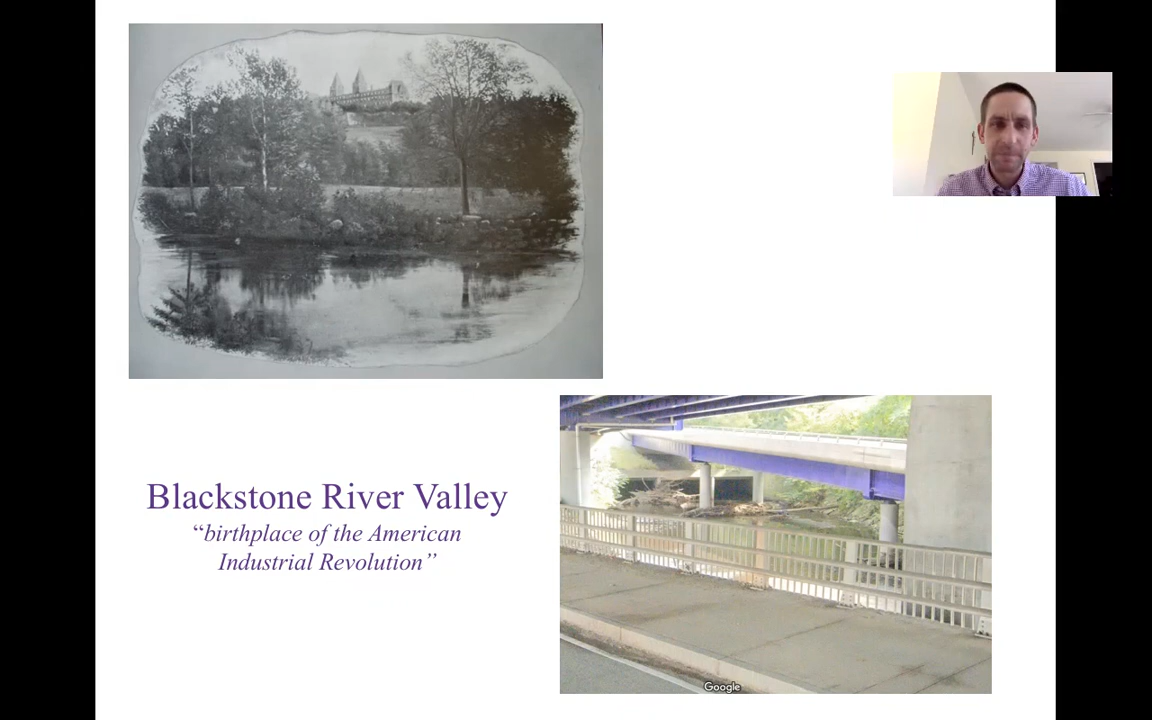 Blackstone River Valley
“birthplace of the American
Industrial Revolution”
Google